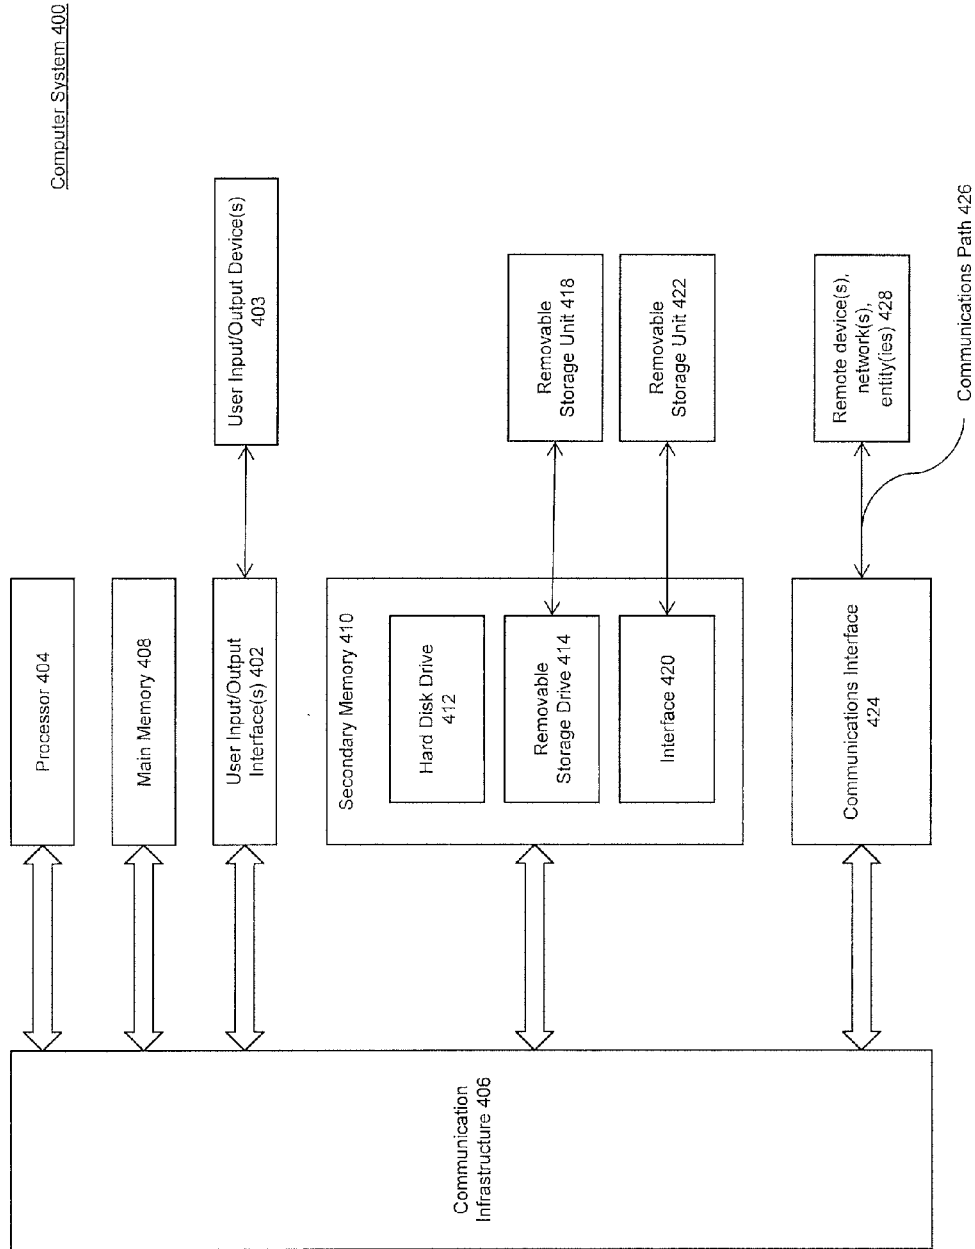 Computer System 400
Processor 404
Main Memory 408
User Input/Output
Interface(s) 402
User Input/Output Device(s)
403
Secondary Memory 410
Hard Disk Drive
412
Removable
Storage Drive 414
Removable
Storage Unit 418
Interface 420
Removable
Storage Unit 422
Communications Interface
424
Remote device(s),
network(s),
entity(ies) 428
Communications Path 426
Communication
Infrastructure 406